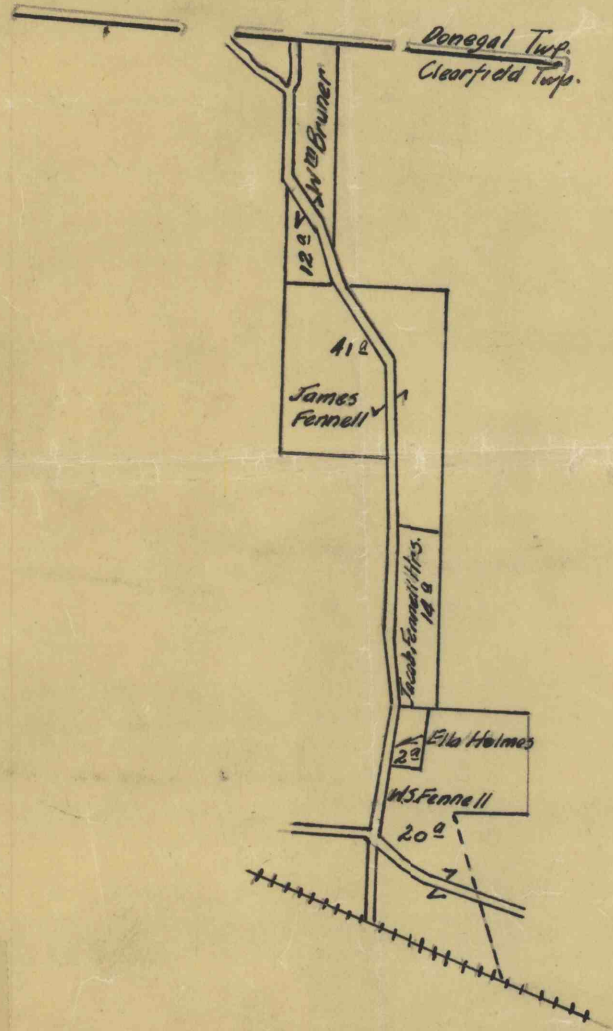 Donegal Twp.
Clearfield Twp.
Wm Bruner
12a
41a
James
Fennell
Jacob Fennell Hrs.
14a
Ella Holmes
2a
W.S. Fennell
20a